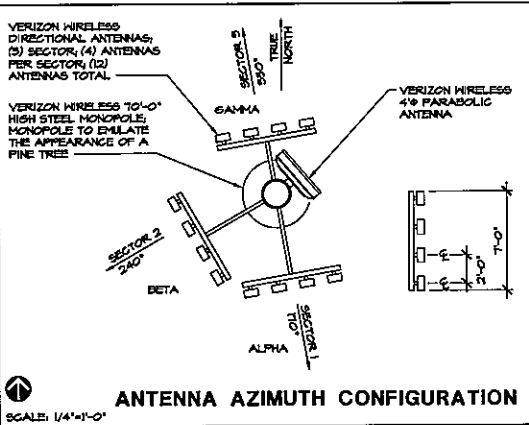 VERIZON WIRELESS
DIRECTIONAL ANTENNAS;
(3) SECTOR; (4) ANTENNAS
PER SECTOR; (12)
ANTENNAS TOTAL
VERIZON WIRELESS 70'-0"
HIGH STEEL MONOPOLE;
MONOPOLE TO EMULATE
THE APPEARANCE OF A
PINE TREE
SECTOR 3
TRUE
NORTH
GAMMA
VERIZON WIRELESS
4'Φ PARABOLIC
ANTENNA
SECTOR 2
240°
BETA
ALPHA
SECTOR 1
7'-0"
2'-0"
℄
℄
ANTENNA AZIMUTH CONFIGURATION
SCALE: 1/4"=1'-0"